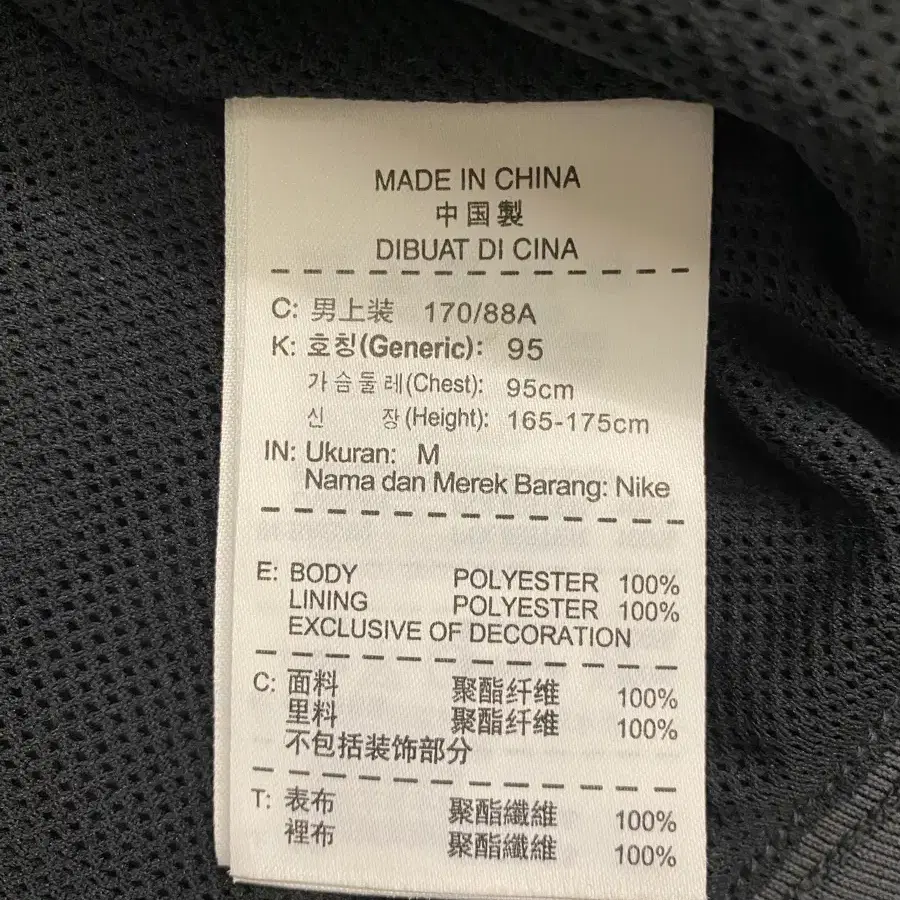 MADE IN CHINA
中国製
DIBUAT DI CINA
C: 男上装 170/88A
K: 호칭(Generic): 95
가슴둘레(Chest): 95cm
신 장(Height): 165-175cm
IN: Ukuran: M
Nama dan Merek Barang: Nike
E: BODY POLYESTER 100%
LINING POLYESTER 100%
EXCLUSIVE OF DECORATION
C: 面料 聚酯纤维 100%
里料 聚酯纤维 100%
不包括装饰部分
T: 表布 聚酯纖維 100%
裡布 聚酯纖維 100%